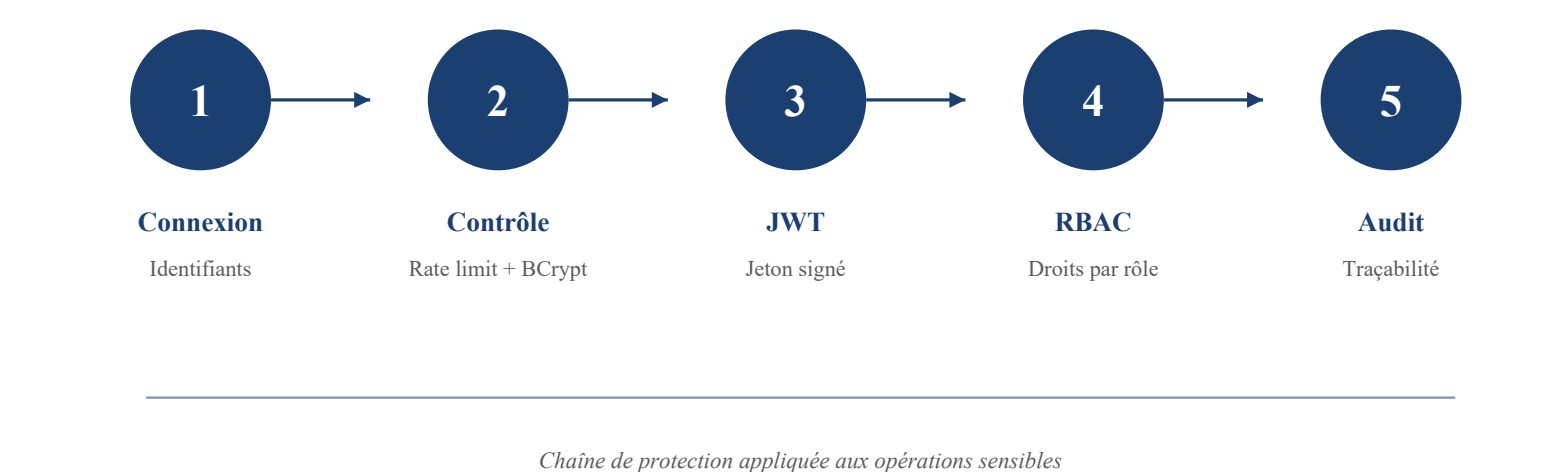 1 2 3 4 5
Connexion Contrôle JWT RBAC Audit
Identifiants Rate limit + BCrypt Jeton signé Droits par rôle Traçabilité
Chaîne de protection appliquée aux opérations sensibles